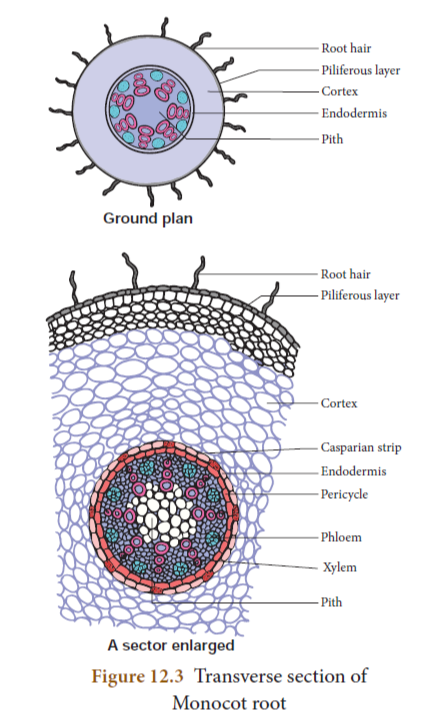 Root hair
Piliferous layer
Cortex
Endodermis
Pith
Ground plan
Root hair
Piliferous layer
Cortex
Casparian strip
Endodermis
Pericycle
Phloem
Xylem
Pith
A sector enlarged
Figure 12.3 Transverse section of
Monocot root